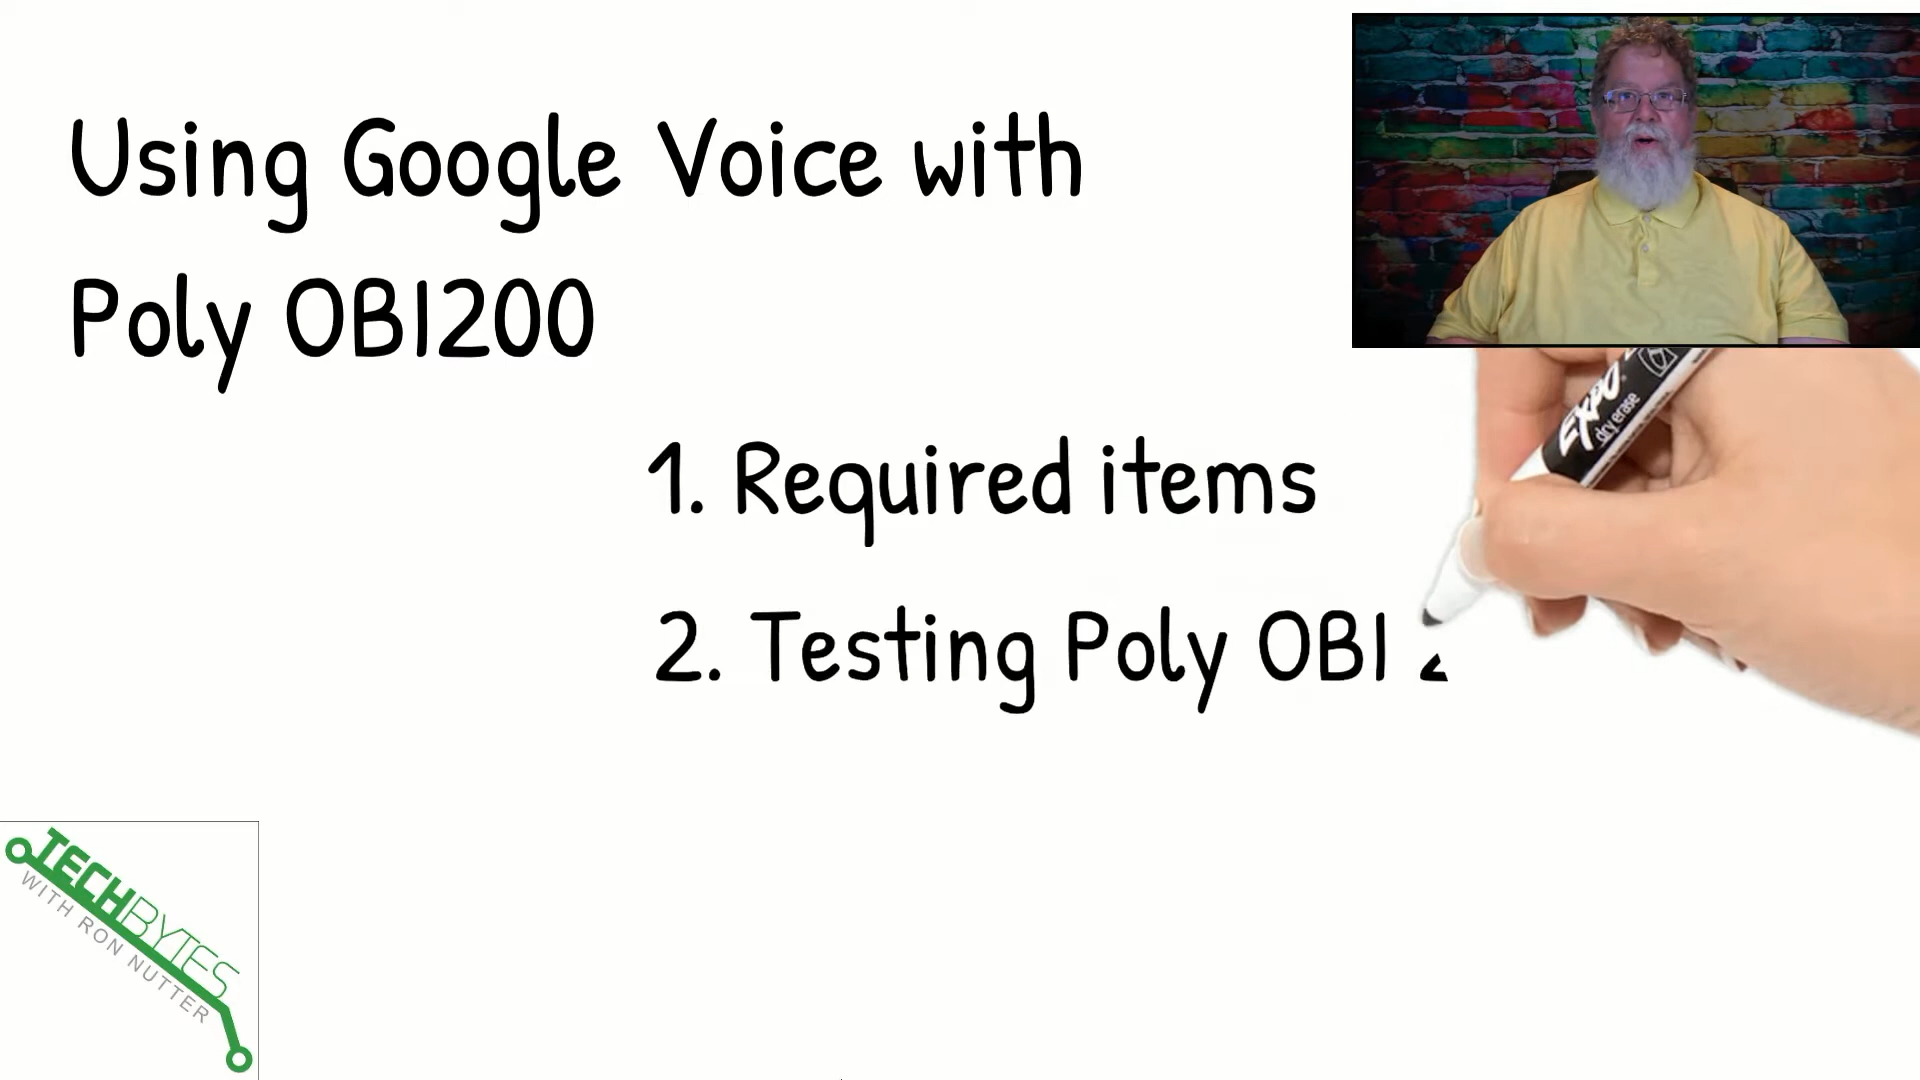 Using Google Voice with
Poly OBI200
1. Required items
2. Testing Poly OBI 2
EXPO
dry erase
TECHBYTES
WITH RON NUTTER